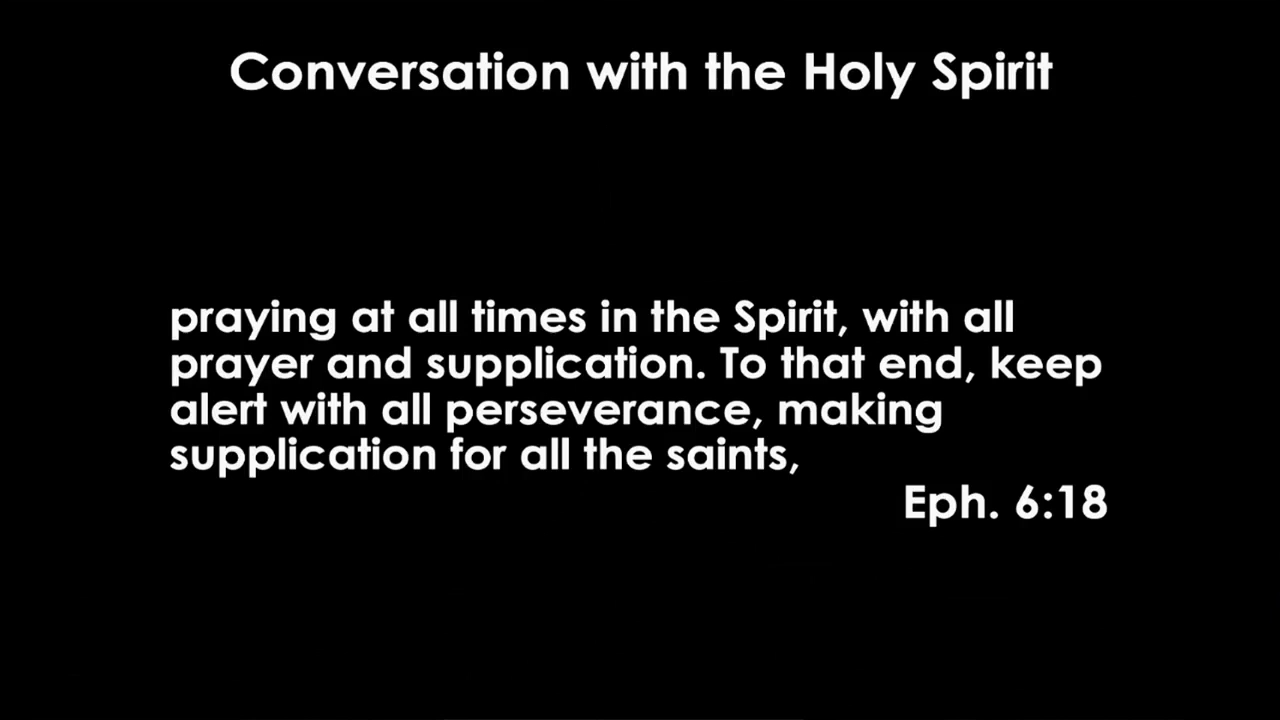 Conversation with the Holy Spirit
praying at all times in the Spirit, with all
prayer and supplication. To that end, keep
alert with all perseverance, making
supplication for all the saints,
Eph. 6:18